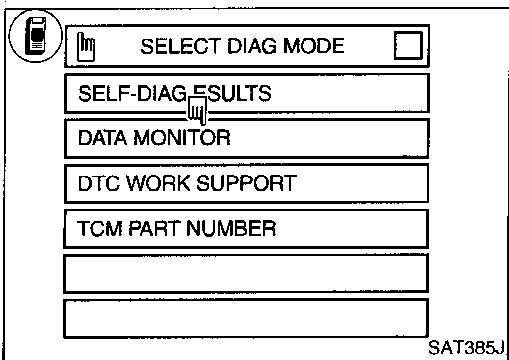 SELECT DIAG MODE
SELF-DIAG ESULTS
DATA MONITOR
DTC WORK SUPPORT
TCM PART NUMBER
SAT385J